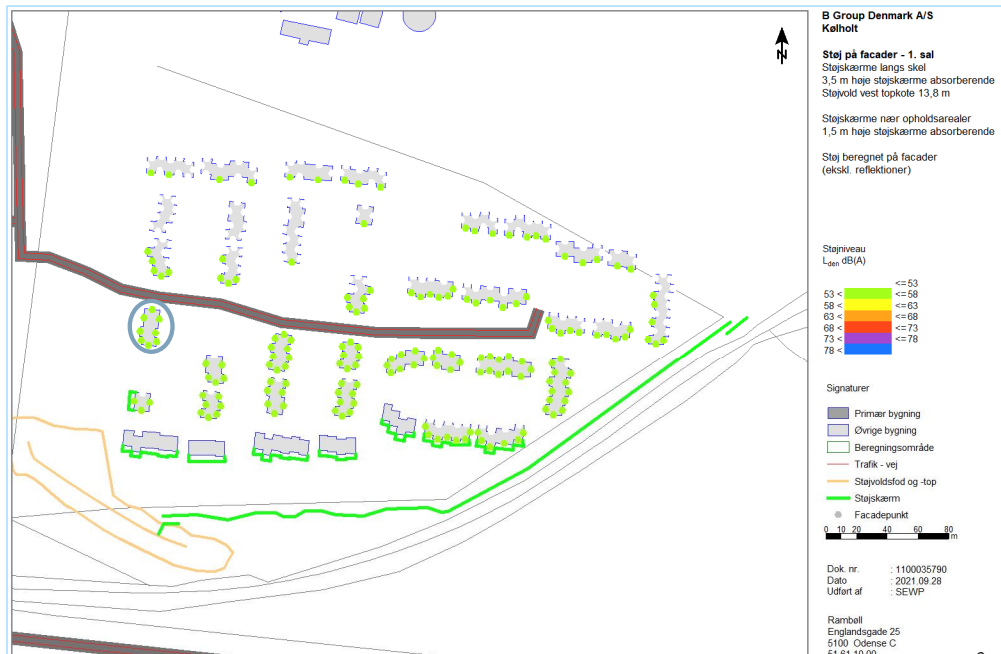 B Group Denmark A/S
Kølholt
N
Støj på facader - 1. sal
Støjskærme langs skel
3,5 m høje støjskærme absorberende
Støjvold vest topkote 13,8 m
Støjskærme nær opholdsarealer
1,5 m høje støjskærme absorberende
Støj beregnet på facader
(ekskl. reflektioner)
Støjniveau
Lden dB(A)
<=53
53 < <=58
58 < <=63
63 < <=68
68 < <=73
73 < <=78
78 <
Signaturer
Primær bygning
Øvrige bygning
Beregningsområde
Trafik - vej
Støjvoldsfod og -top
Støjskærm
Facadepunkt
0 10 20 40 60 80
m
Dok. nr. : 1100035790
Dato : 2021.09.28
Udført af : SEWP
Rambøll
Englandsgade 25
5100 Odense C